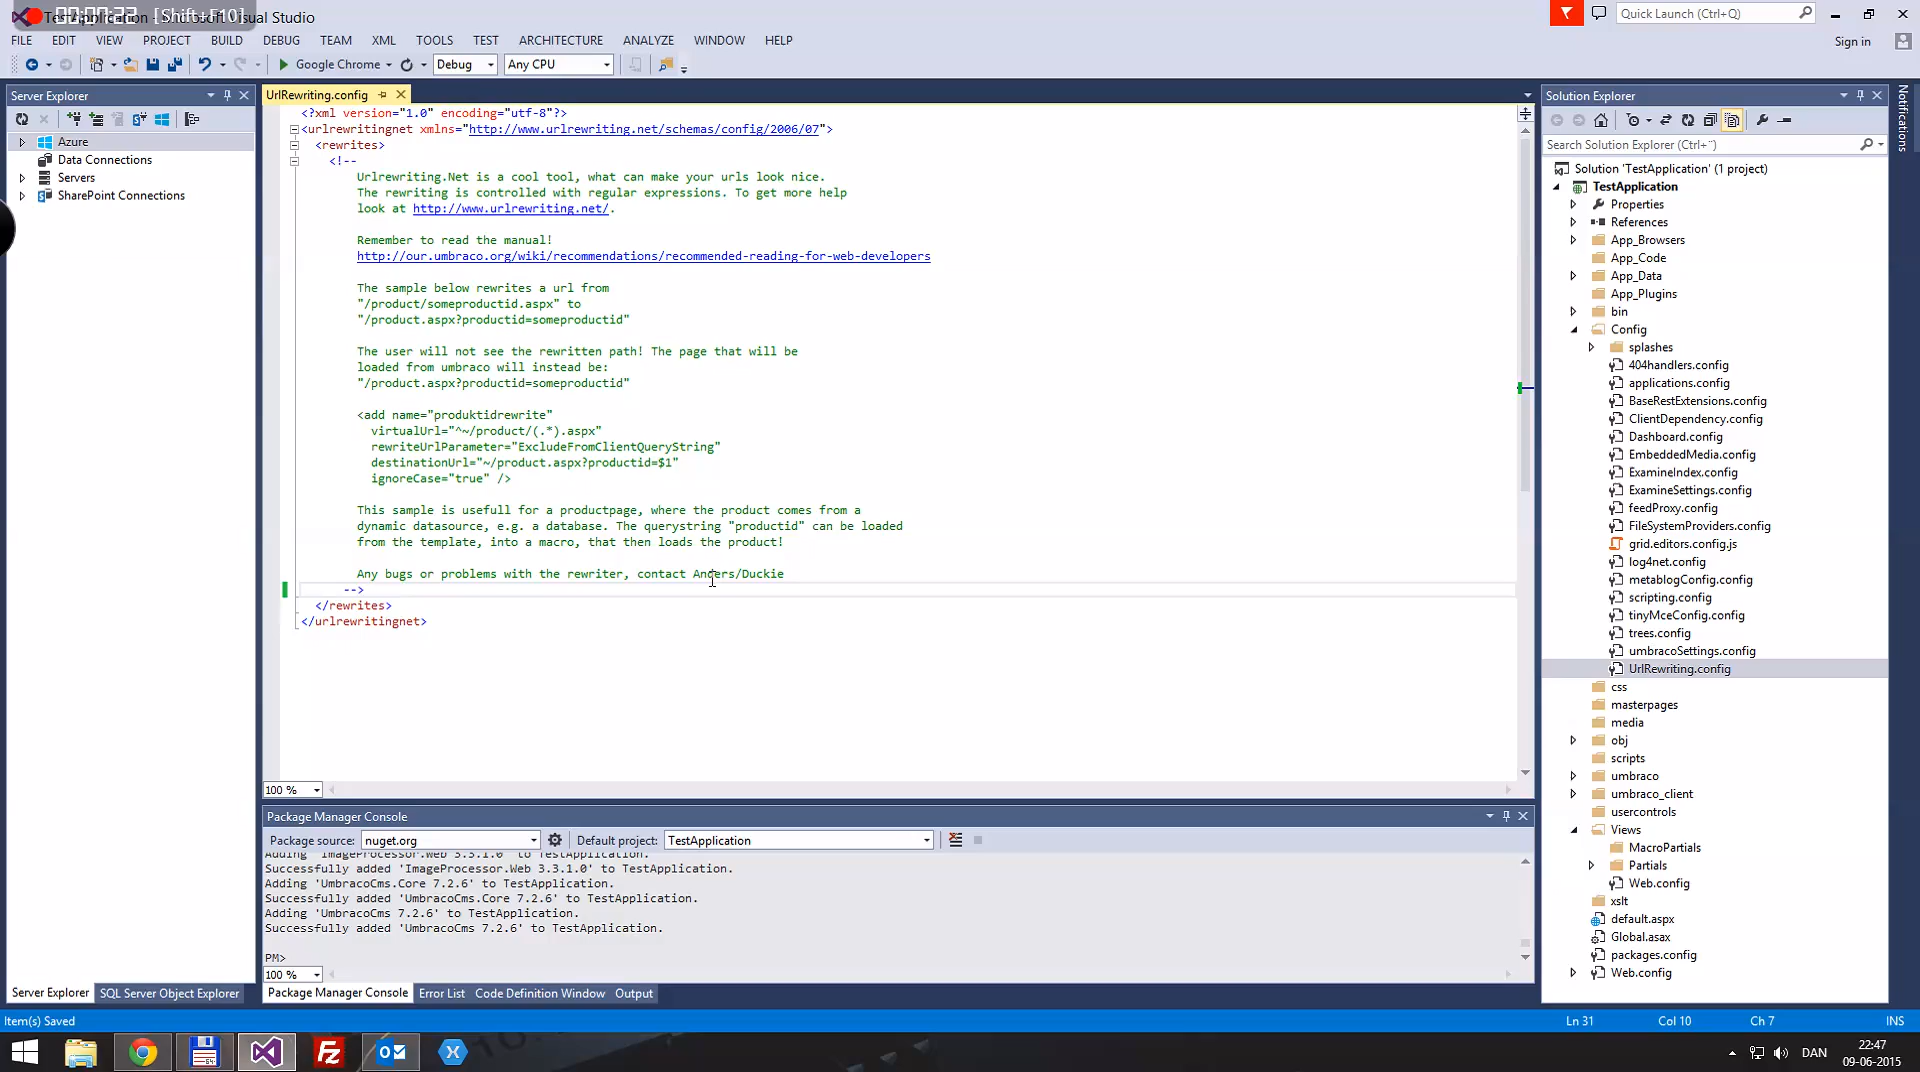 00:00:22 [Shift+F10]
TestApplication - Microsoft Visual Studio
Quick Launch (Ctrl+Q)
FILE EDIT VIEW PROJECT BUILD DEBUG TEAM XML TOOLS TEST ARCHITECTURE ANALYZE WINDOW HELP
Sign in
Google Chrome Debug Any CPU
Server Explorer
Azure
Data Connections
Servers
SharePoint Connections
UrlRewriting.config
<?xml version="1.0" encoding="utf-8"?>
<urlrewritingnet xmlns="http://www.urlrewriting.net/schemas/config/2006/07">
<rewrites>
<!--
Urlrewriting.Net is a cool tool, what can make your urls look nice.
The rewriting is controlled with regular expressions. To get more help
look at http://www.urlrewriting.net/.
Remember to read the manual!
http://our.umbraco.org/wiki/recommendations/recommended-reading-for-web-developers
The sample below rewrites a url from
"/product/someproductid.aspx" to
"/product.aspx?productid=someproductid"
The user will not see the rewritten path! The page that will be
loaded from umbraco will instead be:
"/product.aspx?productid=someproductid"
<add name="produktidrewrite"
virtualUrl="^~/product/(.*).aspx"
rewriteUrlParameter="ExcludeFromClientQueryString"
destinationUrl="~/product.aspx?productid=$1"
ignoreCase="true" />
This sample is usefull for a productpage, where the product comes from a
dynamic datasource, e.g. a database. The querystring "productid" can be loaded
from the template, into a macro, that then loads the product!
Any bugs or problems with the rewriter, contact Anders/Duckie
-->
</rewrites>
</urlrewritingnet>
100 %
Package Manager Console
Package source: nuget.org Default project: TestApplication
Adding 'ImageProcessor.Web 3.3.1.0' to TestApplication.
Successfully added 'ImageProcessor.Web 3.3.1.0' to TestApplication.
Adding 'UmbracoCms.Core 7.2.6' to TestApplication.
Successfully added 'UmbracoCms.Core 7.2.6' to TestApplication.
Adding 'UmbracoCms 7.2.6' to TestApplication.
Successfully added 'UmbracoCms 7.2.6' to TestApplication.
PM>
100 %
Server Explorer SQL Server Object Explorer
Package Manager Console Error List Code Definition Window Output
Solution Explorer
Search Solution Explorer (Ctrl+¨)
Solution 'TestApplication' (1 project)
TestApplication
Properties
References
App_Browsers
App_Code
App_Data
App_Plugins
bin
Config
splashes
404handlers.config
applications.config
BaseRestExtensions.config
ClientDependency.config
Dashboard.config
EmbeddedMedia.config
ExamineIndex.config
ExamineSettings.config
feedProxy.config
FileSystemProviders.config
grid.editors.config.js
log4net.config
metablogConfig.config
scripting.config
tinyMceConfig.config
trees.config
umbracoSettings.config
UrlRewriting.config
css
masterpages
media
obj
scripts
umbraco
umbraco_client
usercontrols
Views
MacroPartials
Partials
Web.config
xslt
default.aspx
Global.asax
packages.config
Web.config
Notifications
Item(s) Saved Ln 31 Col 10 Ch 7 INS
DAN
22:47
09-06-2015